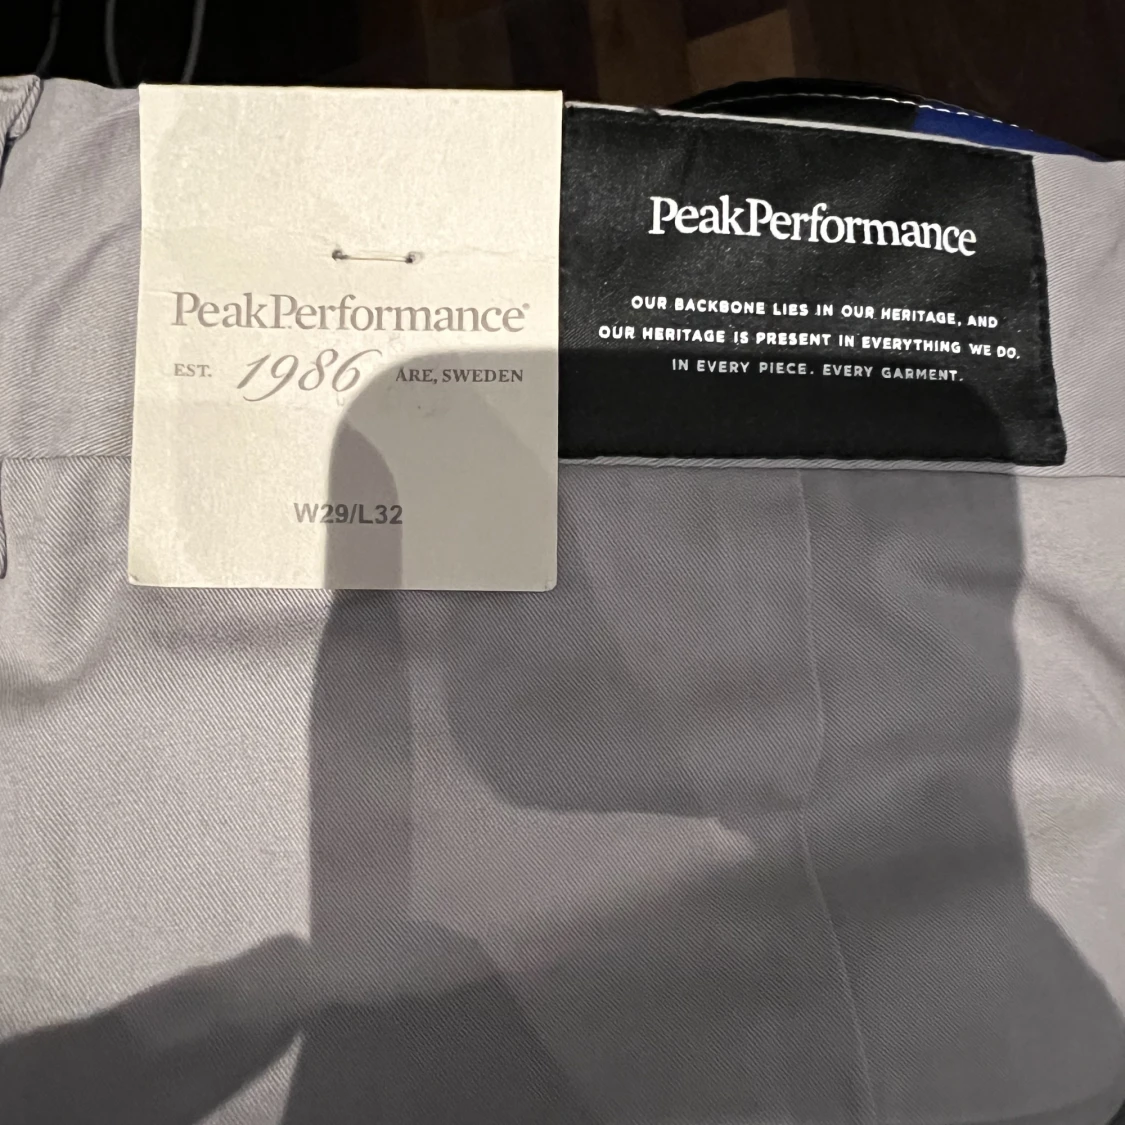 PeakPerformance®
EST. 1986 ARE, SWEDEN
W29/L32
PeakPerformance
OUR BACKBONE LIES IN OUR HERITAGE, AND
OUR HERITAGE IS PRESENT IN EVERYTHING WE DO.
IN EVERY PIECE. EVERY GARMENT.